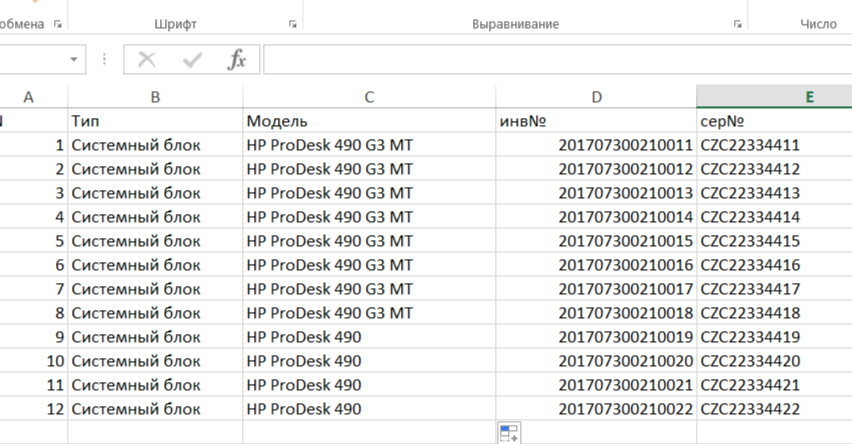 обмена Шрифт Выравнивание Число
fx
A B C D E
Тип Модель инв№ сер№
1 Системный блок HP ProDesk 490 G3 MT 201707300210011 CZC22334411
2 Системный блок HP ProDesk 490 G3 MT 201707300210012 CZC22334412
3 Системный блок HP ProDesk 490 G3 MT 201707300210013 CZC22334413
4 Системный блок HP ProDesk 490 G3 MT 201707300210014 CZC22334414
5 Системный блок HP ProDesk 490 G3 MT 201707300210015 CZC22334415
6 Системный блок HP ProDesk 490 G3 MT 201707300210016 CZC22334416
7 Системный блок HP ProDesk 490 G3 MT 201707300210017 CZC22334417
8 Системный блок HP ProDesk 490 G3 MT 201707300210018 CZC22334418
9 Системный блок HP ProDesk 490 201707300210019 CZC22334419
10 Системный блок HP ProDesk 490 201707300210020 CZC22334420
11 Системный блок HP ProDesk 490 201707300210021 CZC22334421
12 Системный блок HP ProDesk 490 201707300210022 CZC22334422